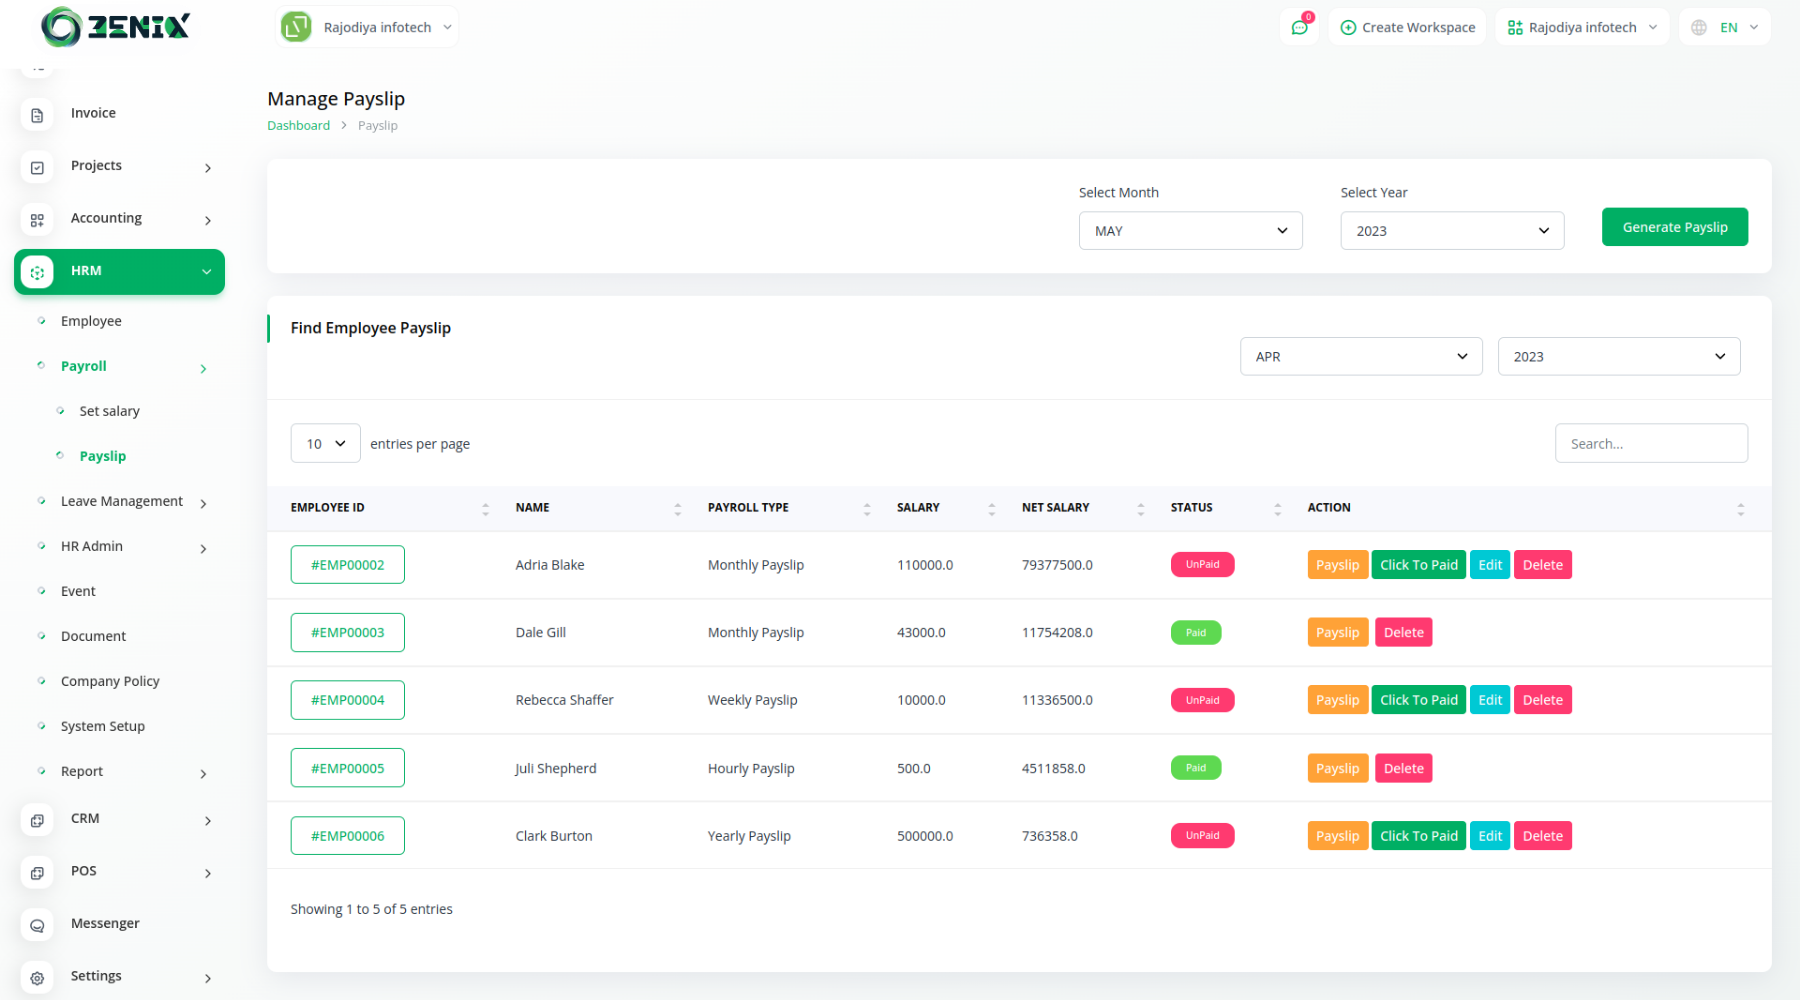 ZENIX
Rajodiya infotech
0
Create Workspace
Rajodiya infotech
EN
Invoice
Projects
Accounting
HRM
Employee
Payroll
Set salary
Payslip
Leave Management
HR Admin
Event
Document
Company Policy
System Setup
Report
CRM
POS
Messenger
Settings
Manage Payslip
Dashboard > Payslip
Select Month
MAY
Select Year
2023
Generate Payslip
Find Employee Payslip
APR
2023
10 entries per page
Search...
EMPLOYEE ID NAME PAYROLL TYPE SALARY NET SALARY STATUS ACTION
#EMP00002 Adria Blake Monthly Payslip 110000.0 79377500.0 UnPaid Payslip Click To Paid Edit Delete
#EMP00003 Dale Gill Monthly Payslip 43000.0 11754208.0 Paid Payslip Delete
#EMP00004 Rebecca Shaffer Weekly Payslip 10000.0 11336500.0 UnPaid Payslip Click To Paid Edit Delete
#EMP00005 Juli Shepherd Hourly Payslip 500.0 4511858.0 Paid Payslip Delete
#EMP00006 Clark Burton Yearly Payslip 500000.0 736358.0 UnPaid Payslip Click To Paid Edit Delete
Showing 1 to 5 of 5 entries